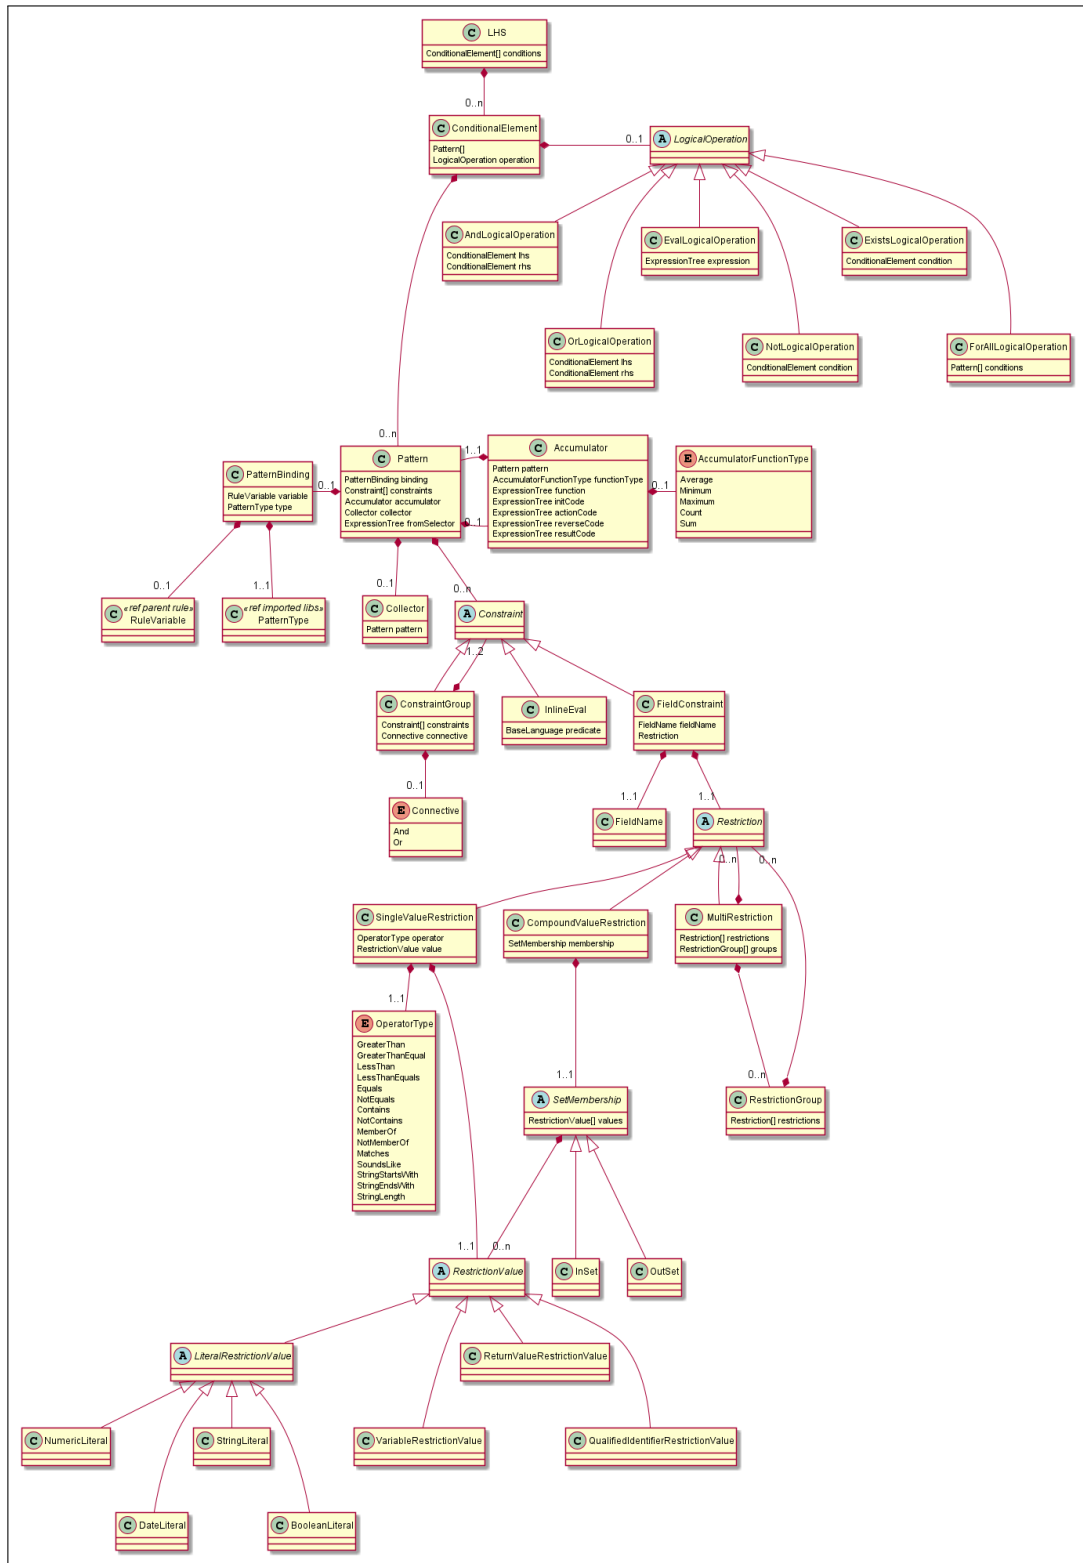 C LHS
ConditionalElement[] conditions
0..n
C ConditionalElement
Pattern[]
LogicalOperation operation
0..1
A LogicalOperation
C AndLogicalOperation
ConditionalElement lhs
ConditionalElement rhs
C EvalLogicalOperation
ExpressionTree expression
C ExistsLogicalOperation
ConditionalElement condition
C OrLogicalOperation
ConditionalElement lhs
ConditionalElement rhs
C NotLogicalOperation
ConditionalElement condition
C ForAllLogicalOperation
Pattern[] conditions
0..n
C PatternBinding
RuleVariable variable
PatternType type
0..1
C Pattern
PatternBinding binding
Constraint[] constraints
Accumulator accumulator
Collector collector
ExpressionTree fromSelector
1..1
0..1
C Accumulator
Pattern pattern
AccumulatorFunctionType functionType
ExpressionTree function
ExpressionTree initCode
ExpressionTree actionCode
ExpressionTree reverseCode
ExpressionTree resultCode
0..1
E AccumulatorFunctionType
Average
Minimum
Maximum
Count
Sum
0..1
1..1
0..1
0..n
C «ref parent rule»
RuleVariable
C «ref imported libs»
PatternType
C Collector
Pattern pattern
A Constraint
1..2
C ConstraintGroup
Constraint[] constraints
Connective connective
C InlineEval
BaseLanguage predicate
C FieldConstraint
FieldName fieldName
Restriction
0..1
1..1
1..1
E Connective
And
Or
C FieldName
A Restriction
0..n
0..n
C SingleValueRestriction
OperatorType operator
RestrictionValue value
C CompoundValueRestriction
SetMembership membership
C MultiRestriction
Restriction[] restrictions
RestrictionGroup[] groups
1..1
E OperatorType
GreaterThan
GreaterThanEqual
LessThan
LessThanEquals
Equals
NotEquals
Contains
NotContains
MemberOf
NotMemberOf
Matches
SoundsLike
StringStartsWith
StringEndsWith
StringLength
1..1
0..n
A SetMembership
RestrictionValue[] values
C RestrictionGroup
Restriction[] restrictions
1..1
0..n
A RestrictionValue
C InSet
C OutSet
A LiteralRestrictionValue
C ReturnValueRestrictionValue
C NumericLiteral
C StringLiteral
C VariableRestrictionValue
C QualifiedIdentifierRestrictionValue
C DateLiteral
C BooleanLiteral